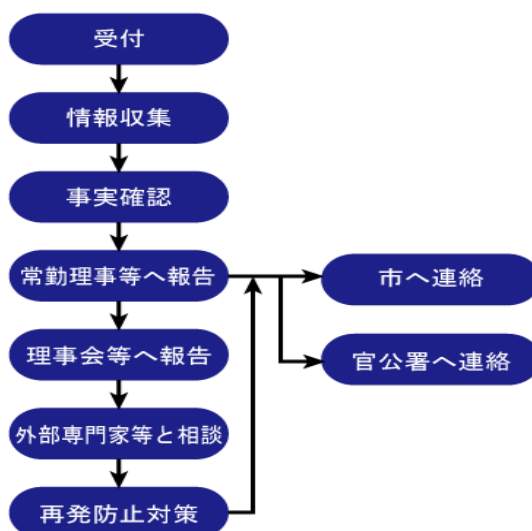 受付
情報収集
事実確認
常勤理事等へ報告
市へ連絡
理事会等へ報告
官公署へ連絡
外部専門家等と相談
再発防止対策